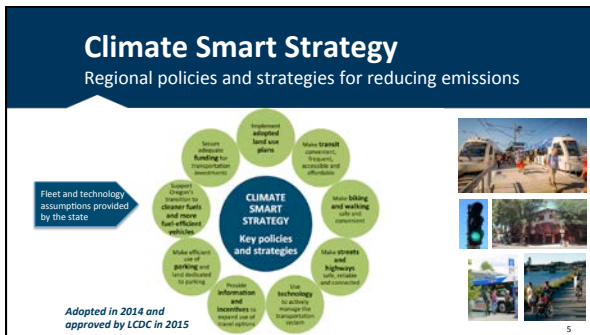 Climate Smart Strategy
Regional policies and strategies for reducing emissions
Fleet and technology
assumptions provided
by the state
CLIMATE
SMART
STRATEGY
Key policies
and strategies
Implement
adopted
land use
plans
Make transit
convenient,
frequent,
accessible and
affordable
Make biking
and walking
safe and
convenient
Make streets
and
highways
safe, reliable
and connected
Use
technology
to actively
manage the
transportation
system
Provide
information
and
incentives to
expand use of
travel options
Make efficient
use of
parking and
land dedicated
to parking
Support
Oregon's
transition to
cleaner fuels
and more
fuel-efficient
vehicles
Secure
adequate
funding for
transportation
investments
Adopted in 2014 and
approved by LCDC in 2015
5